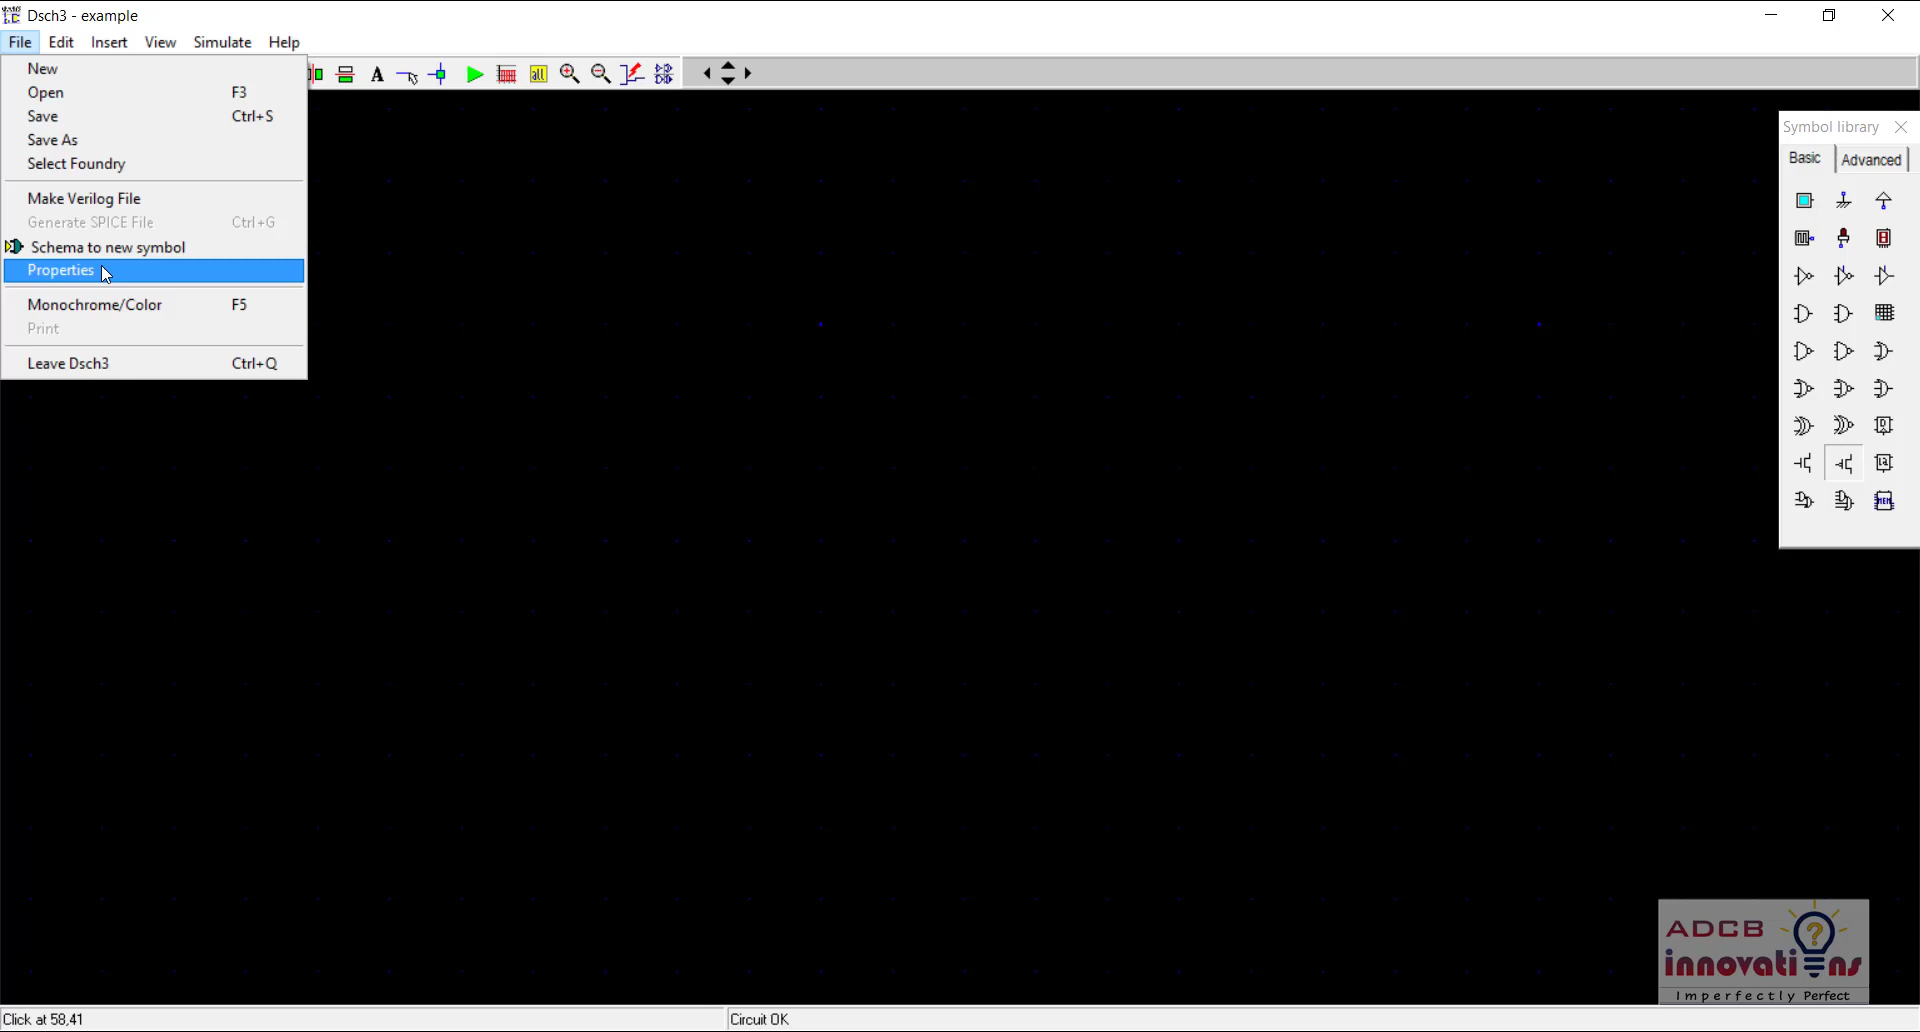 Dsch3 - example
File Edit Insert View Simulate Help
New
Open F3
Save Ctrl+S
Save As
Select Foundry
Make Verilog File
Generate SPICE File Ctrl+G
Schema to new symbol
Properties
Monochrome/Color F5
Print
Leave Dsch3 Ctrl+Q
A
all
Symbol library
Basic Advanced
ADCB
innovations
Imperfectly Perfect
Click at 58,41
Circuit OK